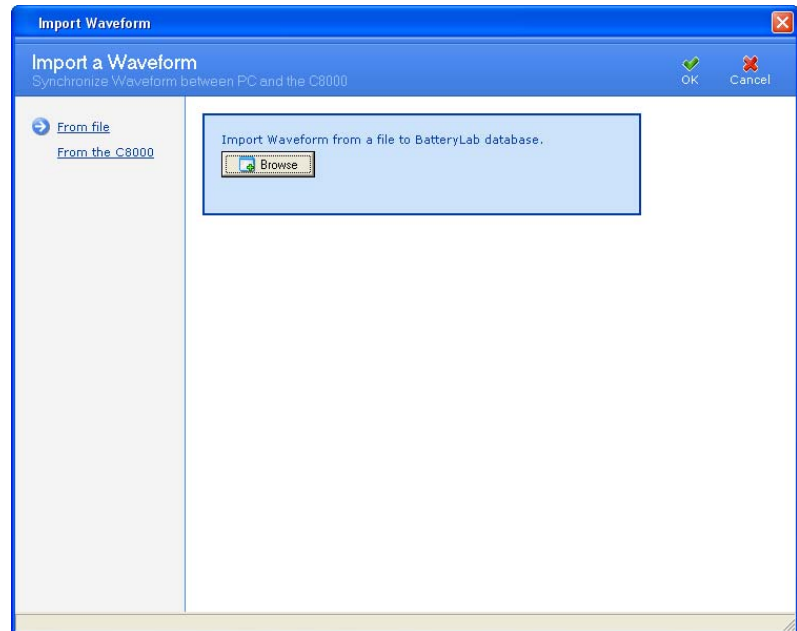 Import Waveform
Import a Waveform
Synchronize Waveform between PC and the C8000
OK
Cancel
From file
From the C8000
Import Waveform from a file to BatteryLab database.
Browse